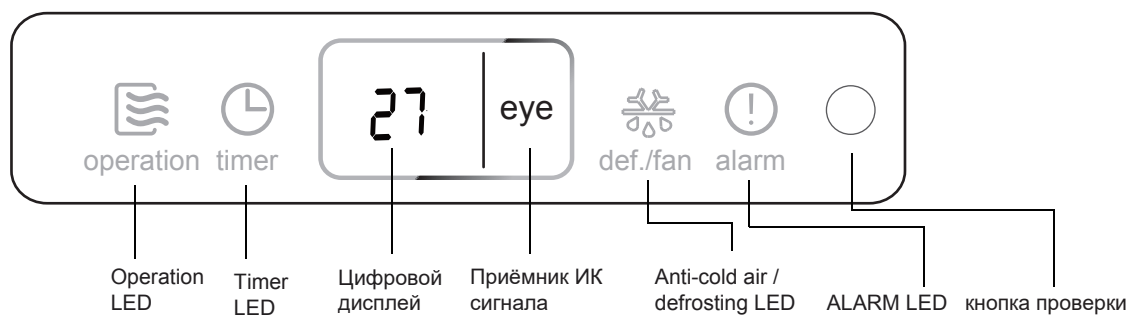 27
eye
operation timer
def./fan alarm
Operation
LED
Timer
LED
Цифровой
дисплей
Приёмник ИК
сигнала
Anti-cold air /
defrosting LED
ALARM LED
кнопка проверки